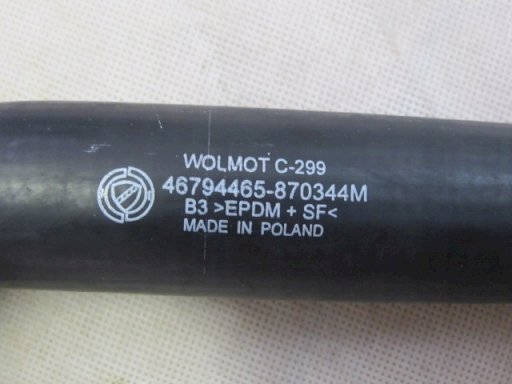 WOLMOT C-299
46794465-870344M
B3 >EPDM + SF<
MADE IN POLAND